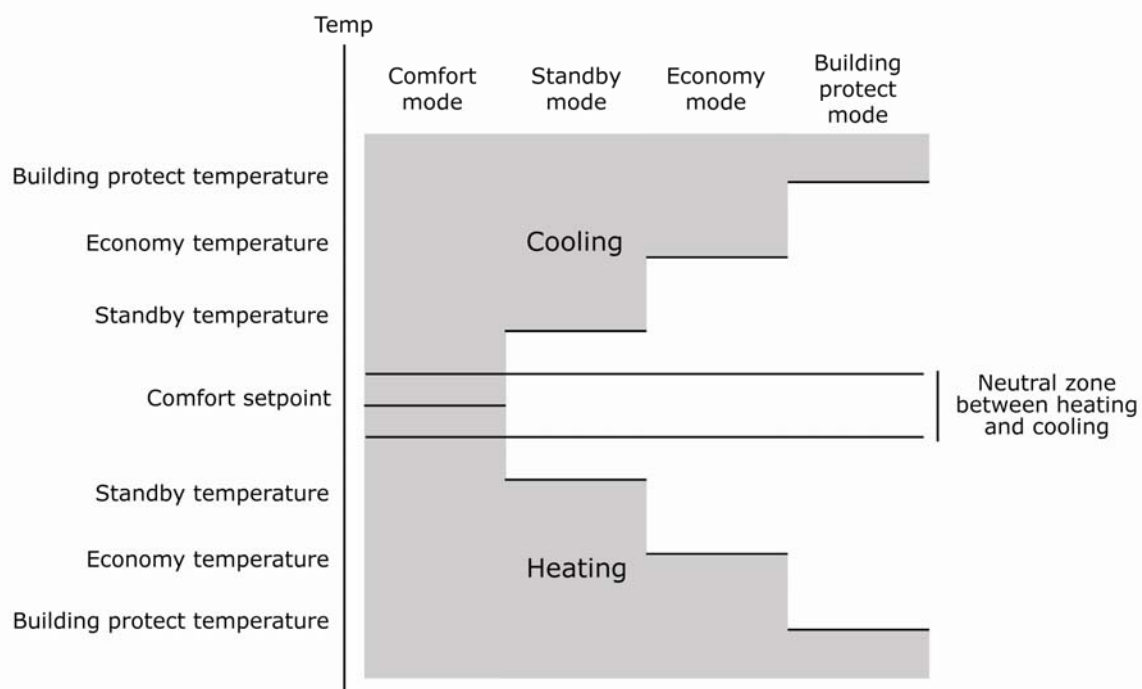 Temp
Comfort
mode
Standby
mode
Economy
mode
Building
protect
mode
Building protect temperature
Economy temperature
Cooling
Standby temperature
Comfort setpoint
Neutral zone
between heating
and cooling
Standby temperature
Economy temperature
Heating
Building protect temperature